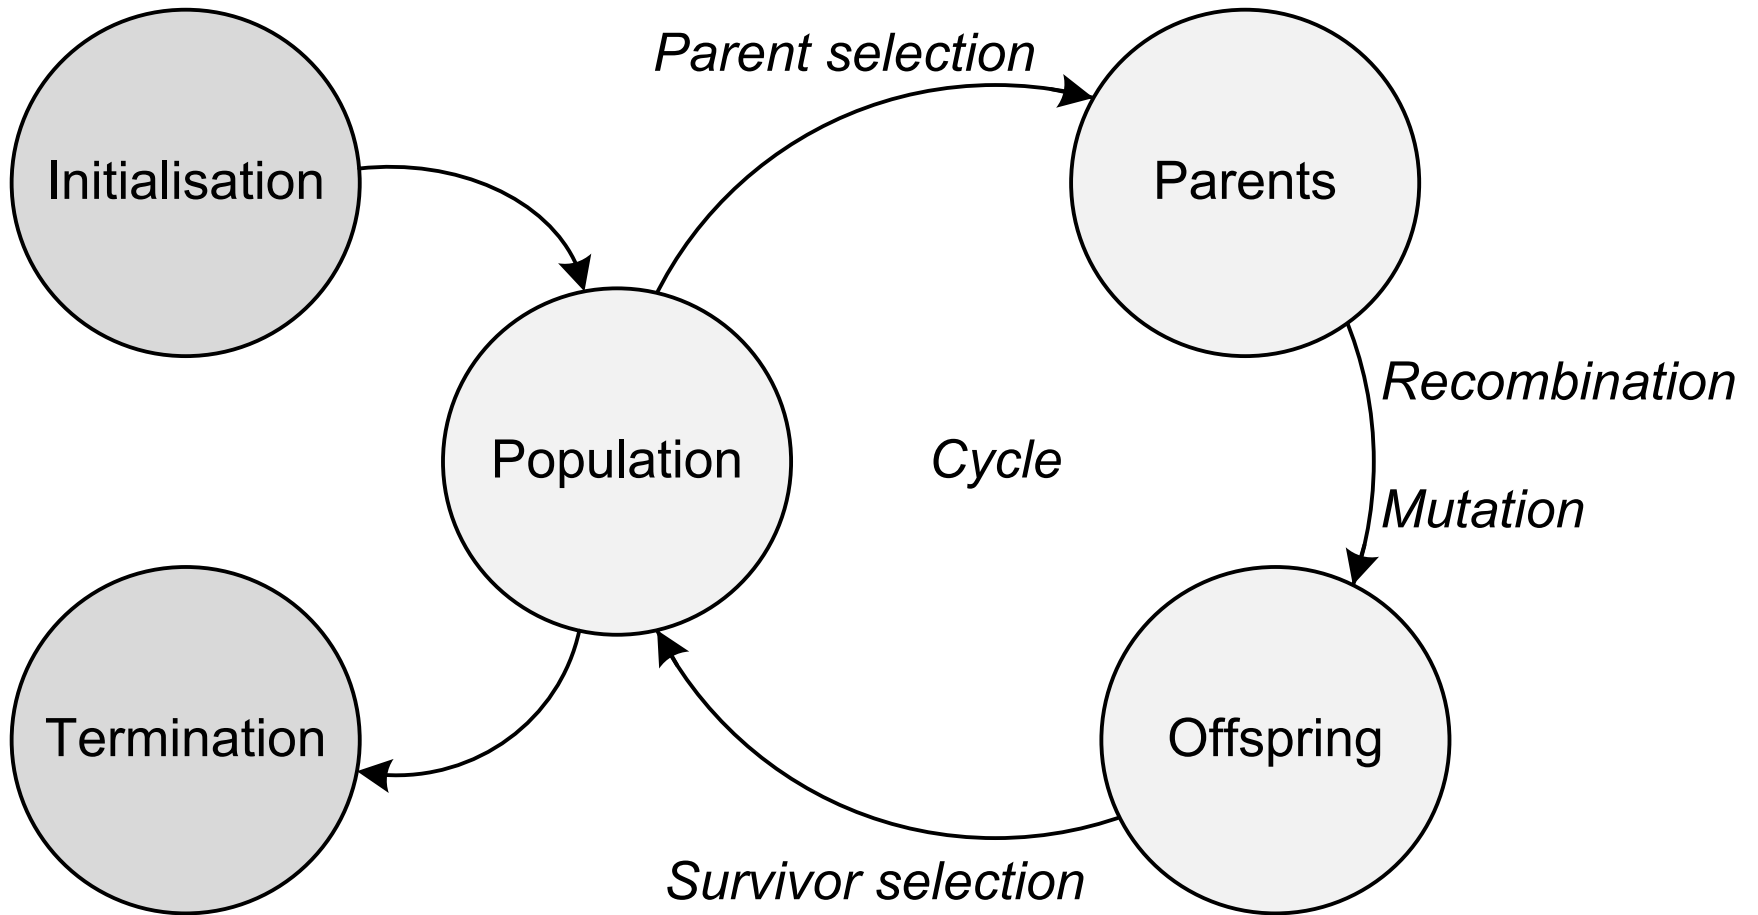 Parent selection
Initialisation
Parents
Recombination
Population
Cycle
Mutation
Termination
Offspring
Survivor selection